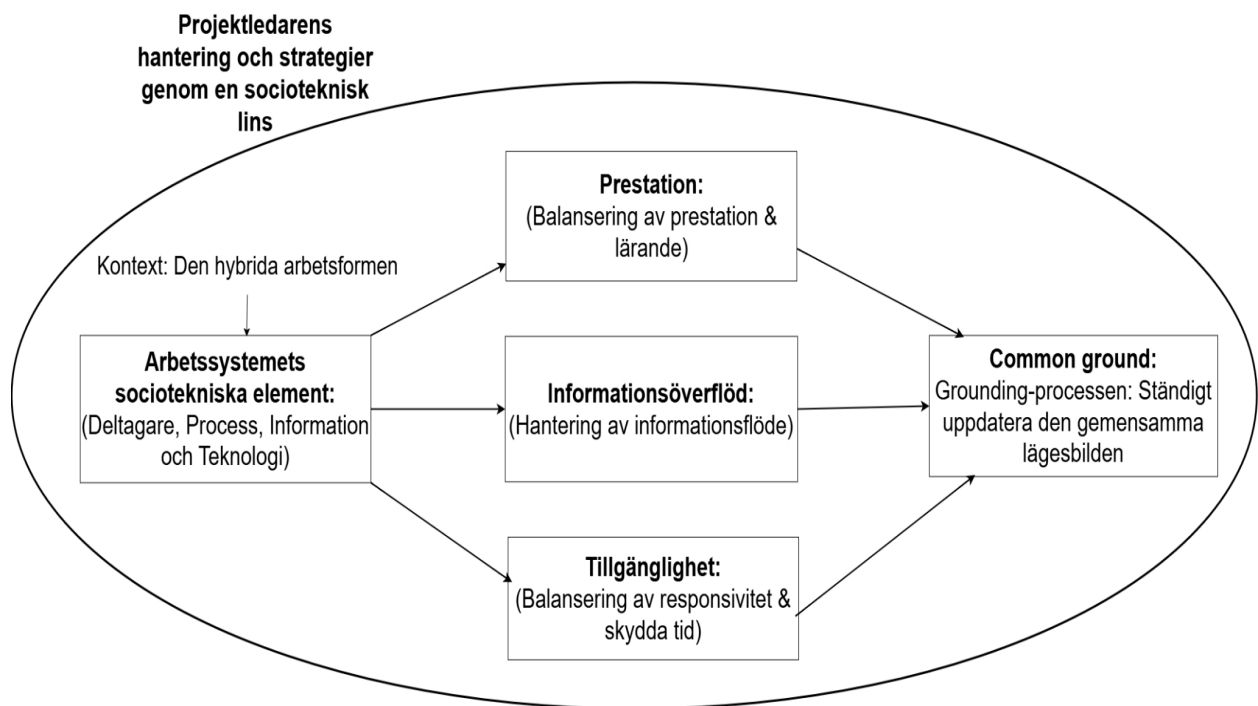 Projektledarens
hantering och strategier
genom en socioteknisk
lins
Kontext: Den hybrida arbetsformen
Arbetssystemets
sociotekniska element:
(Deltagare, Process, Information
och Teknologi)
Prestation:
(Balansering av prestation &
lärande)
Informationsöverflöd:
(Hantering av informationsflöde)
Tillgänglighet:
(Balansering av responsivitet &
skydda tid)
Common ground:
Grounding-processen: Ständigt
uppdatera den gemensamma
lägesbilden